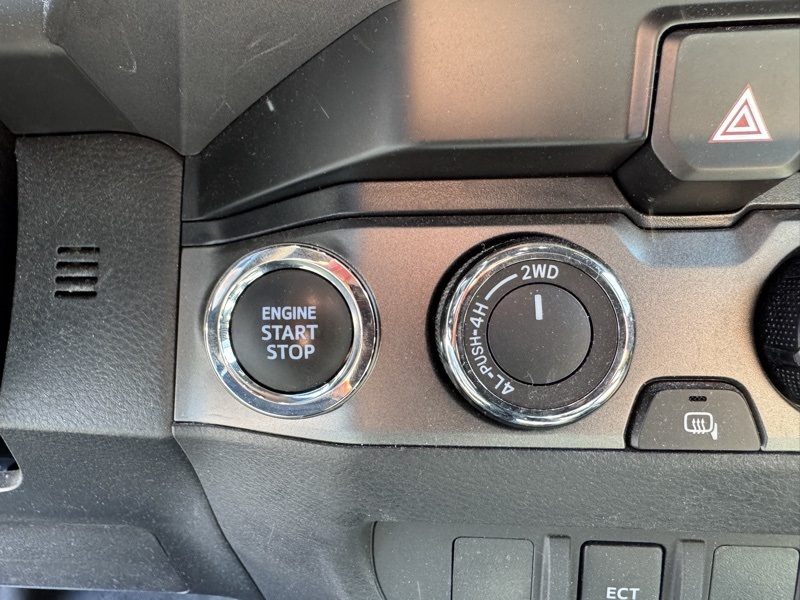 ENGINE
START
STOP
2WD
4L-PUSH-4H
ECT